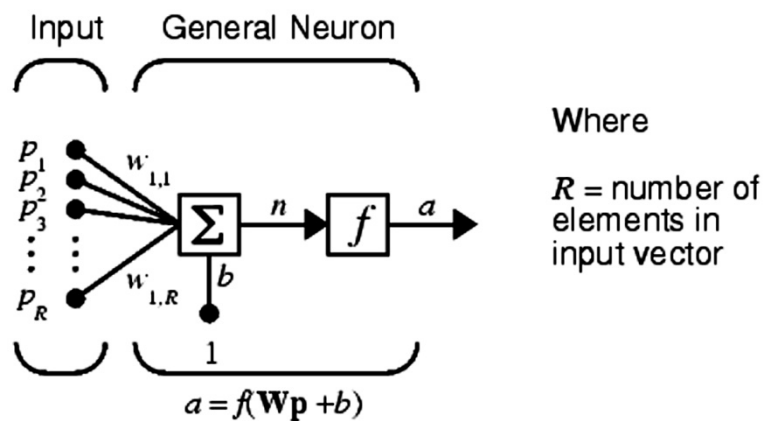 Input General Neuron
p1
p2
p3
pR
w1,1
w1,R
Σ
n
f
a
b
1
a = f(Wp + b)
Where
R = number of
elements in
input vector